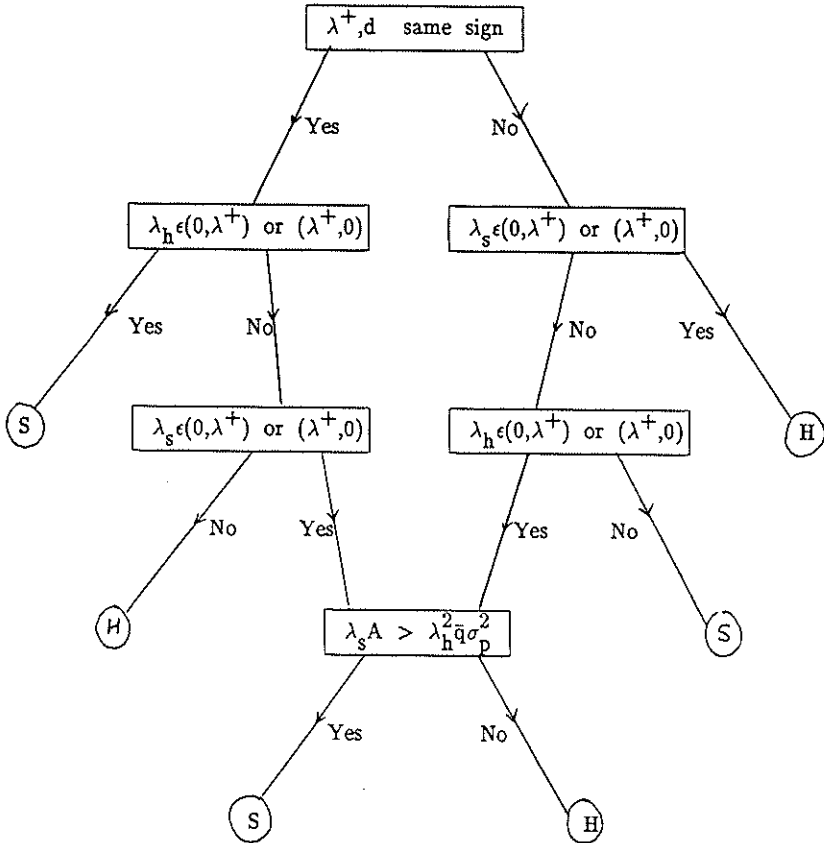 λ⁺,d same sign
Yes No
λ_h ϵ(0,λ⁺) or (λ⁺,0) λ_s ϵ(0,λ⁺) or (λ⁺,0)
Yes No No Yes
S λ_s ϵ(0,λ⁺) or (λ⁺,0) λ_h ϵ(0,λ⁺) or (λ⁺,0) H
No Yes Yes No
H λ_s A > λ_h² q̄σ_p² S
Yes No
S H